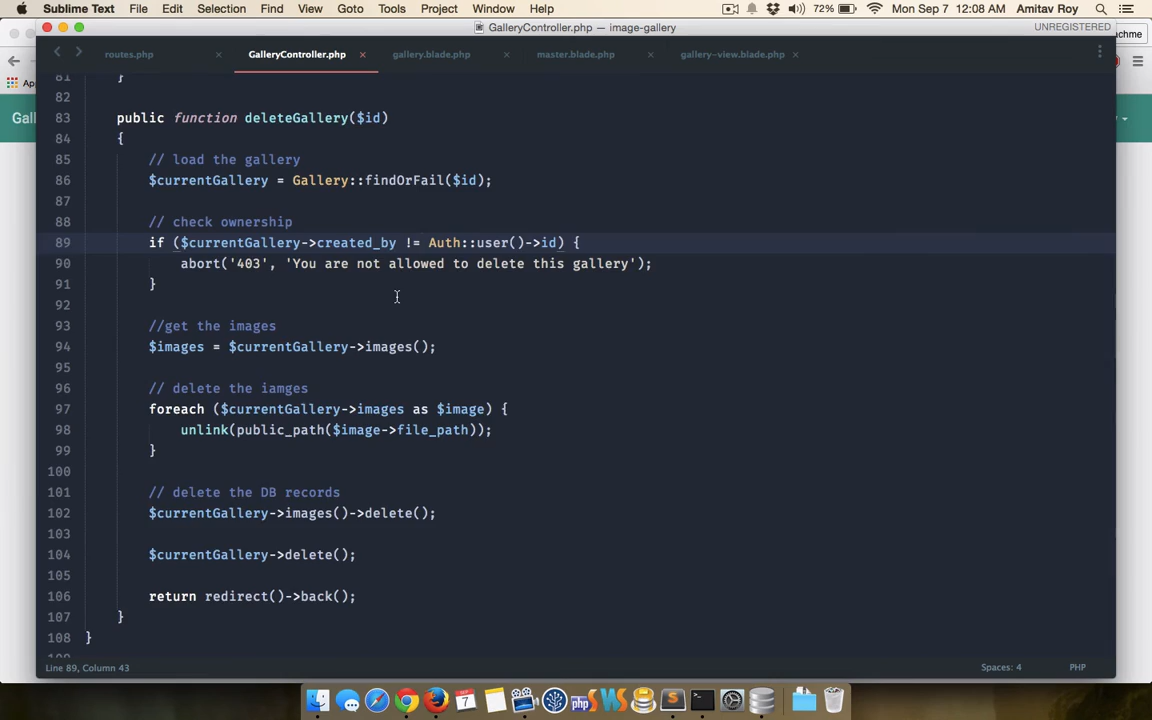 Sublime Text File Edit Selection Find View Goto Tools Project Window Help 72% Mon Sep 7 12:08 AM Amitav Roy
GalleryController.php — image-gallery UNREGISTERED
achme
routes.php × GalleryController.php × gallery.blade.php × master.blade.php × gallery-view.blade.php ×
Ap
Gal
81 }
82
83 public function deleteGallery($id)
84 {
85 // load the gallery
86 $currentGallery = Gallery::findOrFail($id);
87
88 // check ownership
89 if ($currentGallery->created_by != Auth::user()->id) {
90 abort('403', 'You are not allowed to delete this gallery');
91 }
92
93 //get the images
94 $images = $currentGallery->images();
95
96 // delete the iamges
97 foreach ($currentGallery->images as $image) {
98 unlink(public_path($image->file_path));
99 }
100
101 // delete the DB records
102 $currentGallery->images()->delete();
103
104 $currentGallery->delete();
105
106 return redirect()->back();
107 }
108 }
Line 89, Column 43 Spaces: 4 PHP
7 php WS